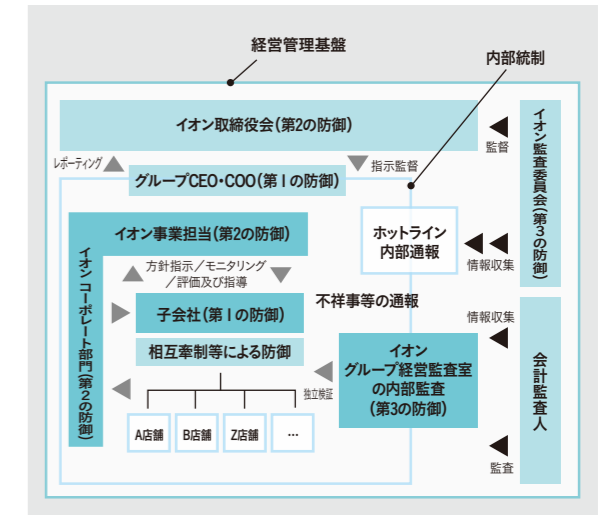 経営管理基盤
内部統制
イオン取締役会(第2の防御)
監督
イオン監査委員会(第3の防御)
レポーティング
指示監督
グループCEO・COO(第1の防御)
イオン事業担当(第2の防御)
ホットライン
内部通報
情報収集
イオン コーポレート部門(第2の防御)
方針指示/モニタリング
/評価及び指導
不祥事等の通報
子会社(第1の防御)
情報収集
相互牽制等による防御
イオン
グループ経営監査室
の内部監査
(第3の防御)
独立検証
会計監査人
A店舗
B店舗
Z店舗
…
監査